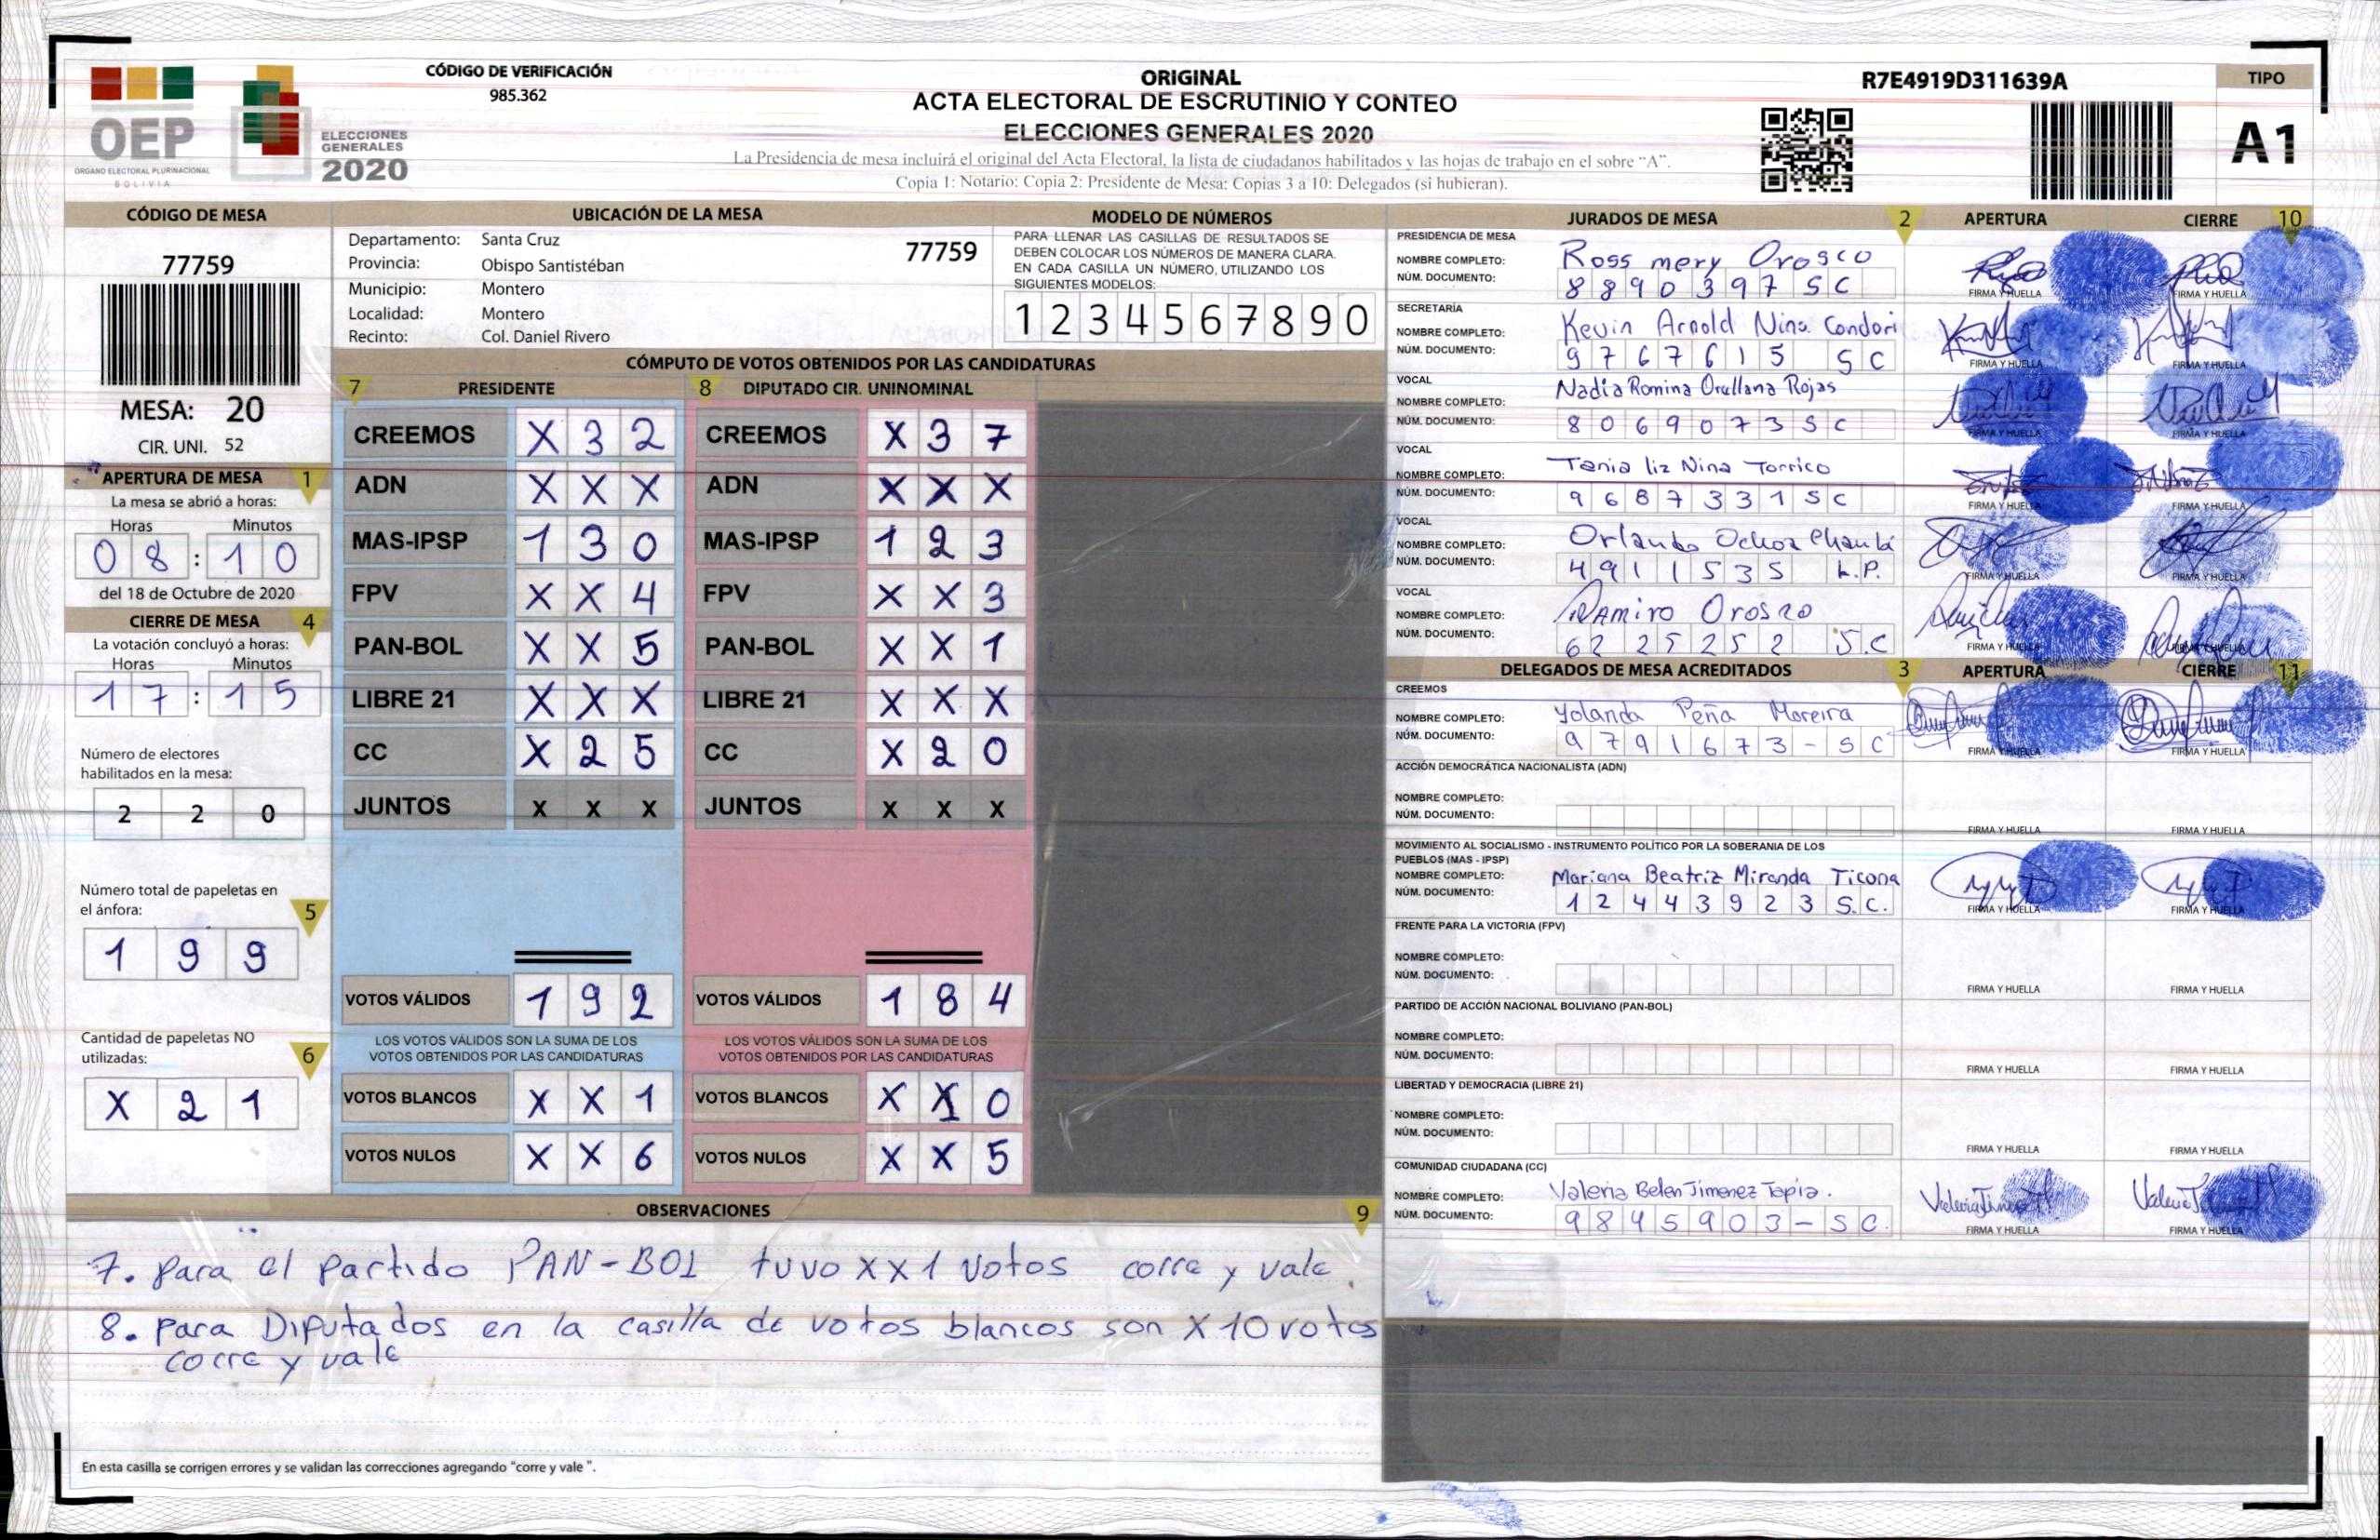 OEP
ÓRGANO ELECTORAL PLURINACIONAL
BOLIVIA
ELECCIONES
GENERALES
2020
CÓDIGO DE VERIFICACIÓN
985.362
ORIGINAL
ACTA ELECTORAL DE ESCRUTINIO Y CONTEO
ELECCIONES GENERALES 2020
La Presidencia de mesa incluirá el original del Acta Electoral, la lista de ciudadanos habilitados y las hojas de trabajo en el sobre "A".
Copia 1: Notario: Copia 2: Presidente de Mesa: Copias 3 a 10: Delegados (si hubieran).
R7E4919D311639A
TIPO
A1
CÓDIGO DE MESA
77759
MESA: 20
CIR. UNI. 52
APERTURA DE MESA 1
La mesa se abrió a horas:
Horas Minutos
08:10
del 18 de Octubre de 2020
CIERRE DE MESA 4
La votación concluyó a horas:
Horas Minutos
17:15
Número de electores
habilitados en la mesa:
2 2 0
Número total de papeletas en
el ánfora: 5
1 9 9
Cantidad de papeletas NO
utilizadas: 6
X 2 1
UBICACIÓN DE LA MESA
Departamento: Santa Cruz 77759
Provincia: Obispo Santistéban
Municipio: Montero
Localidad: Montero
Recinto: Col. Daniel Rivero
MODELO DE NÚMEROS
PARA LLENAR LAS CASILLAS DE RESULTADOS SE
DEBEN COLOCAR LOS NÚMEROS DE MANERA CLARA.
EN CADA CASILLA UN NÚMERO, UTILIZANDO LOS
SIGUIENTES MODELOS:
1 2 3 4 5 6 7 8 9 0
CÓMPUTO DE VOTOS OBTENIDOS POR LAS CANDIDATURAS
7 PRESIDENTE 8 DIPUTADO CIR. UNINOMINAL
CREEMOS X 3 2 CREEMOS X 3 7
ADN X X X ADN X X X
MAS-IPSP 1 3 0 MAS-IPSP 1 2 3
FPV X X 4 FPV X X 3
PAN-BOL X X 5 PAN-BOL X X 1
LIBRE 21 X X X LIBRE 21 X X X
CC X 2 5 CC X 2 0
JUNTOS X X X JUNTOS X X X
VOTOS VÁLIDOS 1 9 2 VOTOS VÁLIDOS 1 8 4
LOS VOTOS VÁLIDOS SON LA SUMA DE LOS LOS VOTOS VÁLIDOS SON LA SUMA DE LOS
VOTOS OBTENIDOS POR LAS CANDIDATURAS VOTOS OBTENIDOS POR LAS CANDIDATURAS
VOTOS BLANCOS X X 1 VOTOS BLANCOS X 1 0
VOTOS NULOS X X 6 VOTOS NULOS X X 5
OBSERVACIONES 9
7. para el partido PAN-BOL tuvo XX1 votos corre y vale.
8. para Diputados en la casilla de votos blancos son X10 votos
corre y vale
En esta casilla se corrigen errores y se validan las correcciones agregando "corre y vale ".
JURADOS DE MESA 2 APERTURA CIERRE 10
PRESIDENCIA DE MESA
NOMBRE COMPLETO: Ross mery Orosco
NÚM. DOCUMENTO: 8890397 SC
FIRMA Y HUELLA FIRMA Y HUELLA
SECRETARÍA
NOMBRE COMPLETO: Kevin Arnold Nina Condori
NÚM. DOCUMENTO: 9767615 SC
FIRMA Y HUELLA FIRMA Y HUELLA
VOCAL
NOMBRE COMPLETO: Nadia Romina Orellana Rojas
NÚM. DOCUMENTO: 8069073 SC
FIRMA Y HUELLA FIRMA Y HUELLA
VOCAL
NOMBRE COMPLETO: Tania liz Nina Torrico
NÚM. DOCUMENTO: 9687331 SC
FIRMA Y HUELLA FIRMA Y HUELLA
VOCAL
NOMBRE COMPLETO: Orlando Ochoa
NÚM. DOCUMENTO: 4911535 L.P.
FIRMA Y HUELLA FIRMA Y HUELLA
VOCAL
NOMBRE COMPLETO: Ramiro Orosco
NÚM. DOCUMENTO: 6225252 S.C
FIRMA Y HUELLA FIRMA Y HUELLA
DELEGADOS DE MESA ACREDITADOS 3 APERTURA CIERRE 11
CREEMOS
NOMBRE COMPLETO: Yolanda Peña Moreira
NÚM. DOCUMENTO: 9791673-SC
FIRMA Y HUELLA FIRMA Y HUELLA
ACCIÓN DEMOCRÁTICA NACIONALISTA (ADN)
NOMBRE COMPLETO:
NÚM. DOCUMENTO:
FIRMA Y HUELLA FIRMA Y HUELLA
MOVIMIENTO AL SOCIALISMO - INSTRUMENTO POLÍTICO POR LA SOBERANIA DE LOS
PUEBLOS (MAS - IPSP)
NOMBRE COMPLETO: Mariana Beatriz Miranda Ticona
NÚM. DOCUMENTO: 12443923 S.C.
FIRMA Y HUELLA FIRMA Y HUELLA
FRENTE PARA LA VICTORIA (FPV)
NOMBRE COMPLETO:
NÚM. DOCUMENTO:
FIRMA Y HUELLA FIRMA Y HUELLA
PARTIDO DE ACCIÓN NACIONAL BOLIVIANO (PAN-BOL)
NOMBRE COMPLETO:
NÚM. DOCUMENTO:
FIRMA Y HUELLA FIRMA Y HUELLA
LIBERTAD Y DEMOCRACIA (LIBRE 21)
NOMBRE COMPLETO:
NÚM. DOCUMENTO:
FIRMA Y HUELLA FIRMA Y HUELLA
COMUNIDAD CIUDADANA (CC)
NOMBRE COMPLETO: Valeria Belen Jimenez Tapia.
NÚM. DOCUMENTO: 9845903-SC.
FIRMA Y HUELLA FIRMA Y HUELLA